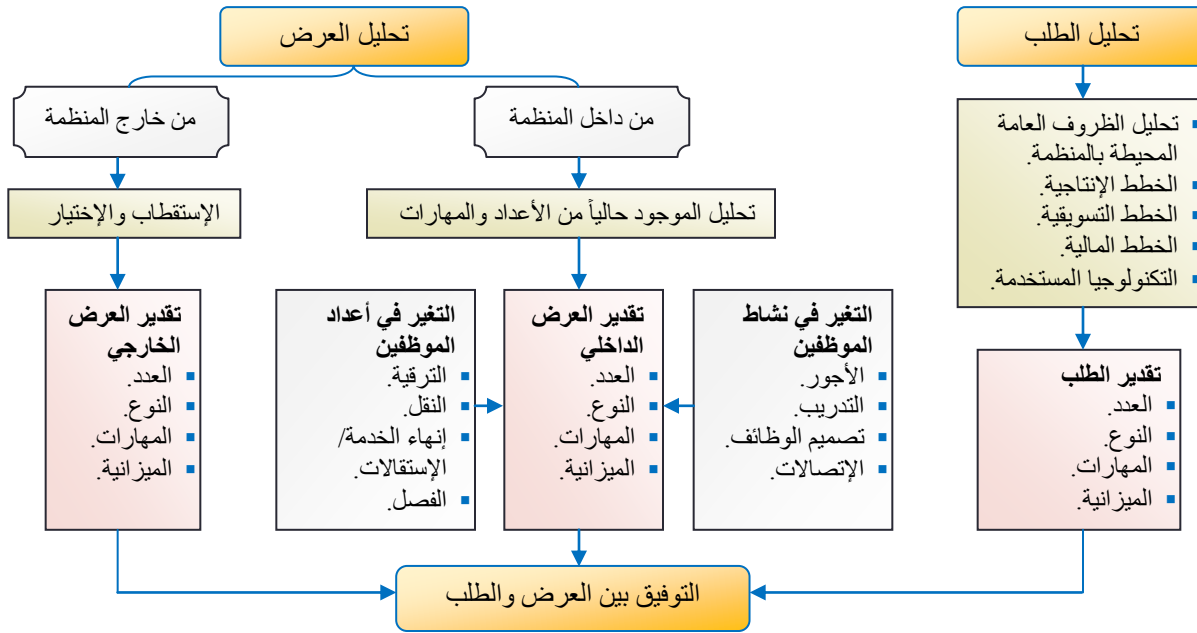 تحليل الطلب
تحليل الظروف العامة
المحيطة بالمنظمة.
الخطط الإنتاجية.
الخطط التسويقية.
الخطط المالية.
التكنولوجيا المستخدمة.
تقدير الطلب
العدد.
النوع.
المهارات.
الميزانية.
تحليل العرض
من داخل المنظمة
تحليل الموجود حالياً من الأعداد والمهارات
التغير في نشاط
الموظفين
الأجور.
التدريب.
تصميم الوظائف.
الإتصالات.
تقدير العرض
الداخلي
العدد.
النوع.
المهارات.
الميزانية.
التغير في أعداد
الموظفين
الترقية.
النقل.
إنهاء الخدمة/
الإستقالات.
الفصل.
من خارج المنظمة
الإستقطاب والإختيار
تقدير العرض
الخارجي
العدد.
النوع.
المهارات.
الميزانية.
التوفيق بين العرض والطلب